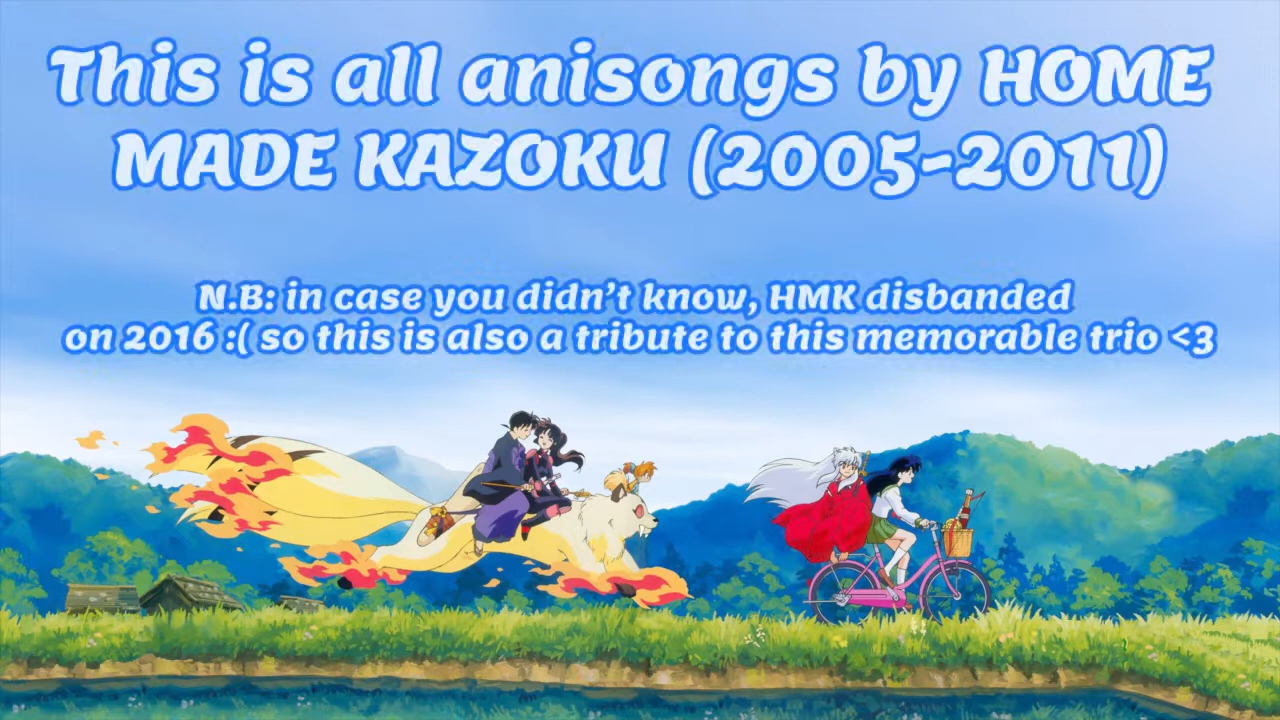 This is all anisongs by HOME
MADE KAZOKU (2005-2011)
N.B: in case you didn't know, HMK disbanded
on 2016 :( so this is also a tribute to this memorable trio <3